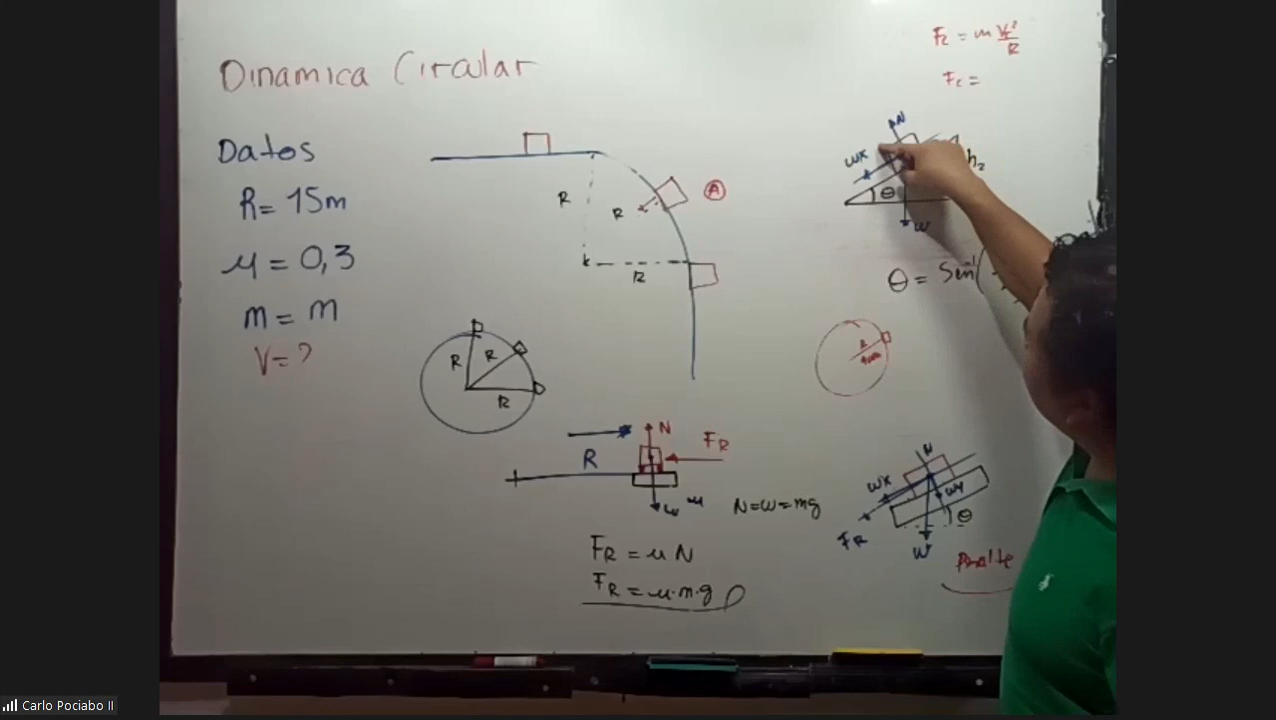 Dinamica Circular
Datos
R = 15m
μ = 0,3
m = m
V = ?
R
R
A
R
R
R
R
R
N
FR
W
N = W = mg
FR = μ N
FR = μ.m.g
Fc = m Vt²/R
Fc =
N
WX
θ
W
h2
θ = Sen⁻¹(
R
N
WX
WY
θ
FR
W
Peralte
Carlo Pociabo II